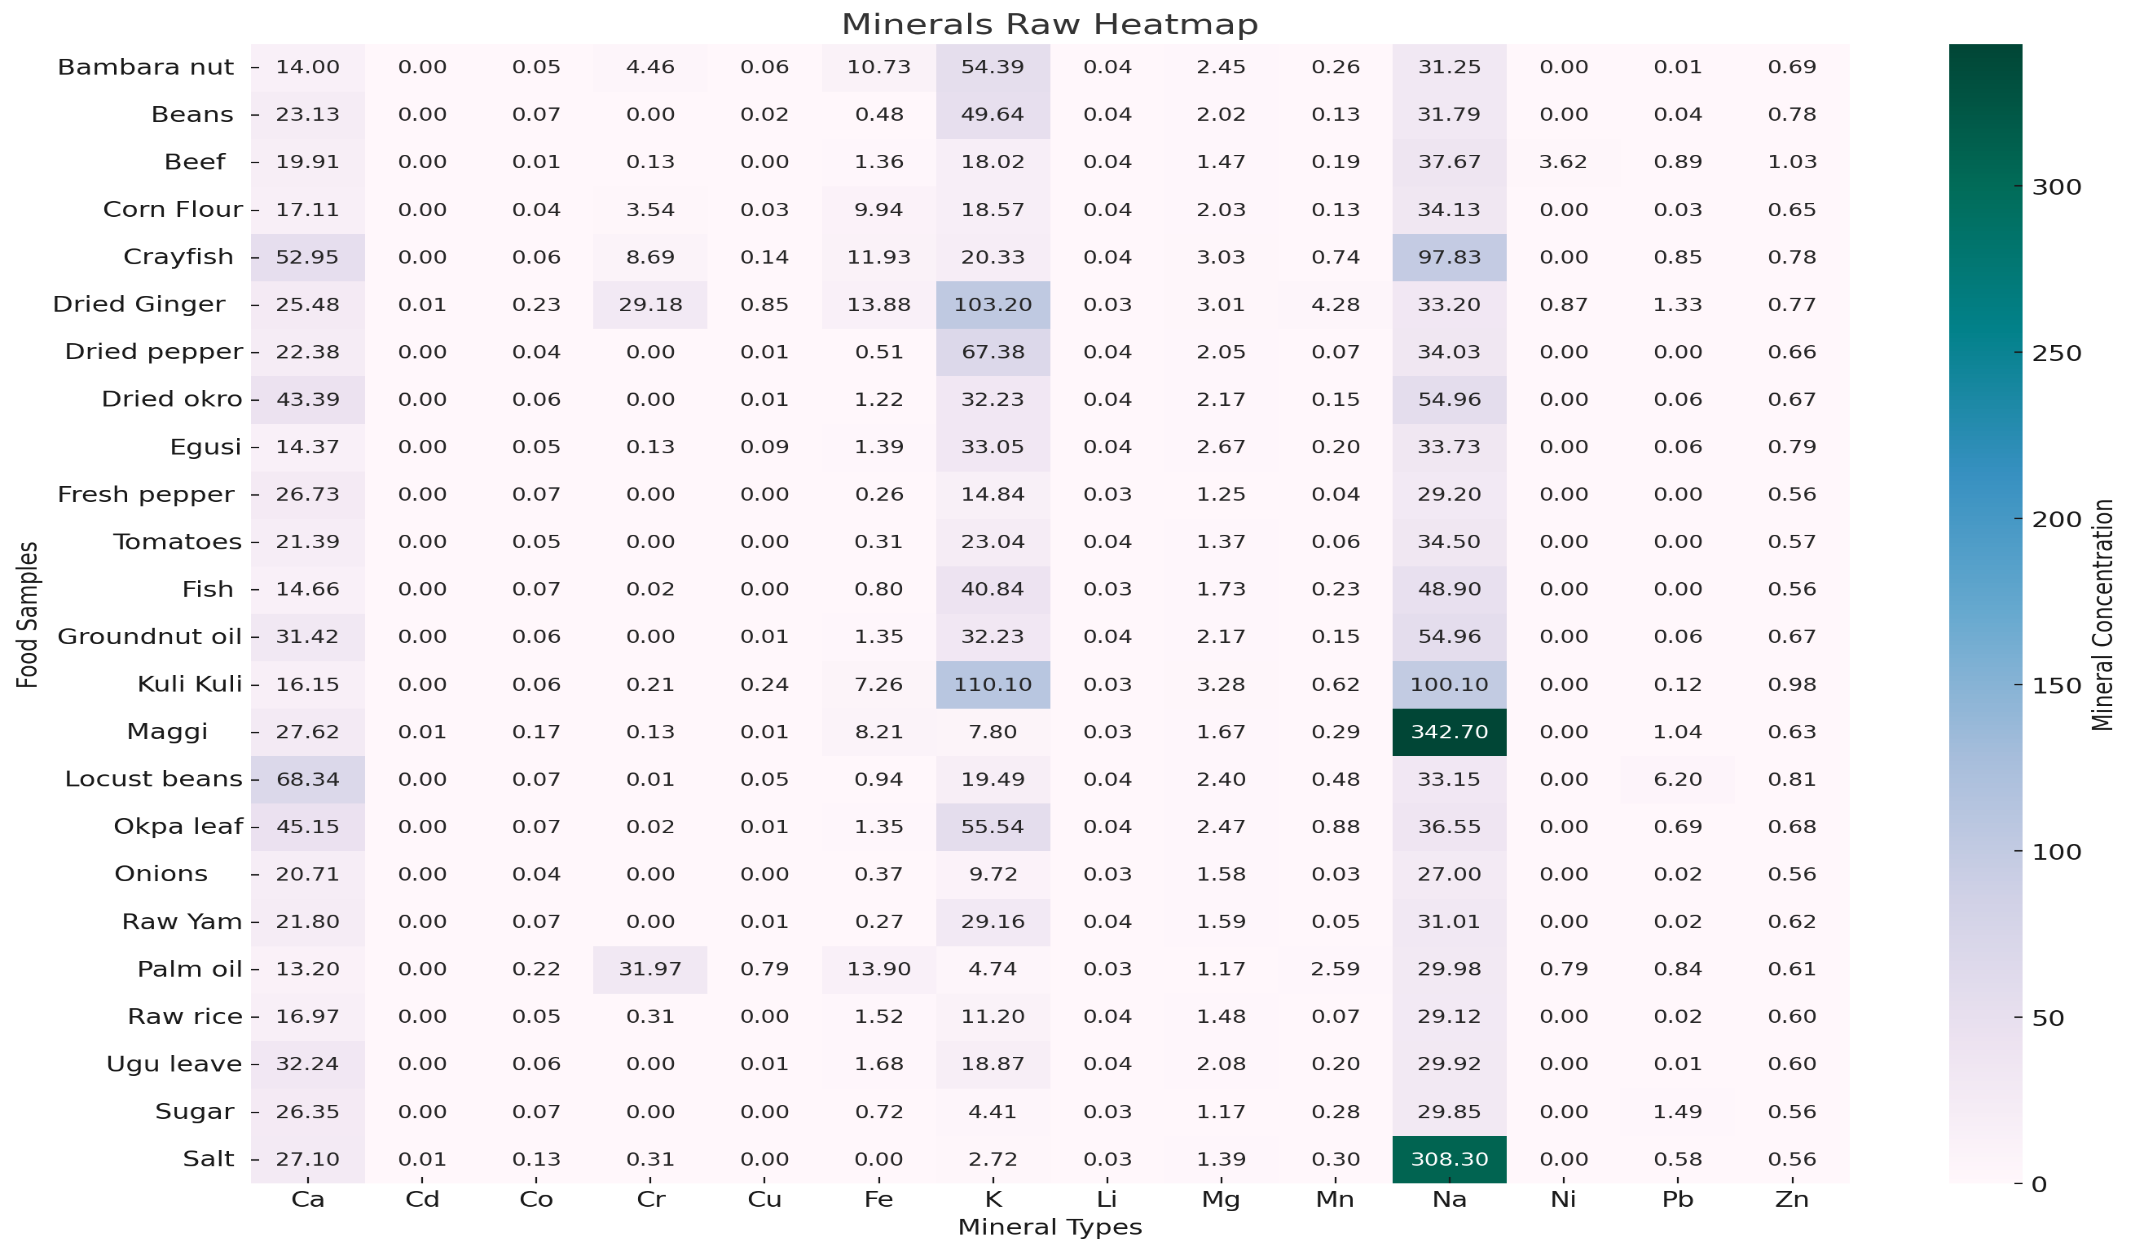 Minerals Raw Heatmap
Bambara nut 14.00 0.00 0.05 4.46 0.06 10.73 54.39 0.04 2.45 0.26 31.25 0.00 0.01 0.69
Beans 23.13 0.00 0.07 0.00 0.02 0.48 49.64 0.04 2.02 0.13 31.79 0.00 0.04 0.78
Beef 19.91 0.00 0.01 0.13 0.00 1.36 18.02 0.04 1.47 0.19 37.67 3.62 0.89 1.03
Corn Flour 17.11 0.00 0.04 3.54 0.03 9.94 18.57 0.04 2.03 0.13 34.13 0.00 0.03 0.65
Crayfish 52.95 0.00 0.06 8.69 0.14 11.93 20.33 0.04 3.03 0.74 97.83 0.00 0.85 0.78
Dried Ginger 25.48 0.01 0.23 29.18 0.85 13.88 103.20 0.03 3.01 4.28 33.20 0.87 1.33 0.77
Dried pepper 22.38 0.00 0.04 0.00 0.01 0.51 67.38 0.04 2.05 0.07 34.03 0.00 0.00 0.66
Dried okro 43.39 0.00 0.06 0.00 0.01 1.22 32.23 0.04 2.17 0.15 54.96 0.00 0.06 0.67
Egusi 14.37 0.00 0.05 0.13 0.09 1.39 33.05 0.04 2.67 0.20 33.73 0.00 0.06 0.79
Fresh pepper 26.73 0.00 0.07 0.00 0.00 0.26 14.84 0.03 1.25 0.04 29.20 0.00 0.00 0.56
Tomatoes 21.39 0.00 0.05 0.00 0.00 0.31 23.04 0.04 1.37 0.06 34.50 0.00 0.00 0.57
Fish 14.66 0.00 0.07 0.02 0.00 0.80 40.84 0.03 1.73 0.23 48.90 0.00 0.00 0.56
Groundnut oil 31.42 0.00 0.06 0.00 0.01 1.35 32.23 0.04 2.17 0.15 54.96 0.00 0.06 0.67
Kuli Kuli 16.15 0.00 0.06 0.21 0.24 7.26 110.10 0.03 3.28 0.62 100.10 0.00 0.12 0.98
Maggi 27.62 0.01 0.17 0.13 0.01 8.21 7.80 0.03 1.67 0.29 342.70 0.00 1.04 0.63
Locust beans 68.34 0.00 0.07 0.01 0.05 0.94 19.49 0.04 2.40 0.48 33.15 0.00 6.20 0.81
Okpa leaf 45.15 0.00 0.07 0.02 0.01 1.35 55.54 0.04 2.47 0.88 36.55 0.00 0.69 0.68
Onions 20.71 0.00 0.04 0.00 0.00 0.37 9.72 0.03 1.58 0.03 27.00 0.00 0.02 0.56
Raw Yam 21.80 0.00 0.07 0.00 0.01 0.27 29.16 0.04 1.59 0.05 31.01 0.00 0.02 0.62
Palm oil 13.20 0.00 0.22 31.97 0.79 13.90 4.74 0.03 1.17 2.59 29.98 0.79 0.84 0.61
Raw rice 16.97 0.00 0.05 0.31 0.00 1.52 11.20 0.04 1.48 0.07 29.12 0.00 0.02 0.60
Ugu leave 32.24 0.00 0.06 0.00 0.01 1.68 18.87 0.04 2.08 0.20 29.92 0.00 0.01 0.60
Sugar 26.35 0.00 0.07 0.00 0.00 0.72 4.41 0.03 1.17 0.28 29.85 0.00 1.49 0.56
Salt 27.10 0.01 0.13 0.31 0.00 0.00 2.72 0.03 1.39 0.30 308.30 0.00 0.58 0.56
Ca Cd Co Cr Cu Fe K Li Mg Mn Na Ni Pb Zn
Mineral Types
Food Samples
300
250
200
150
100
50
0
Mineral Concentration